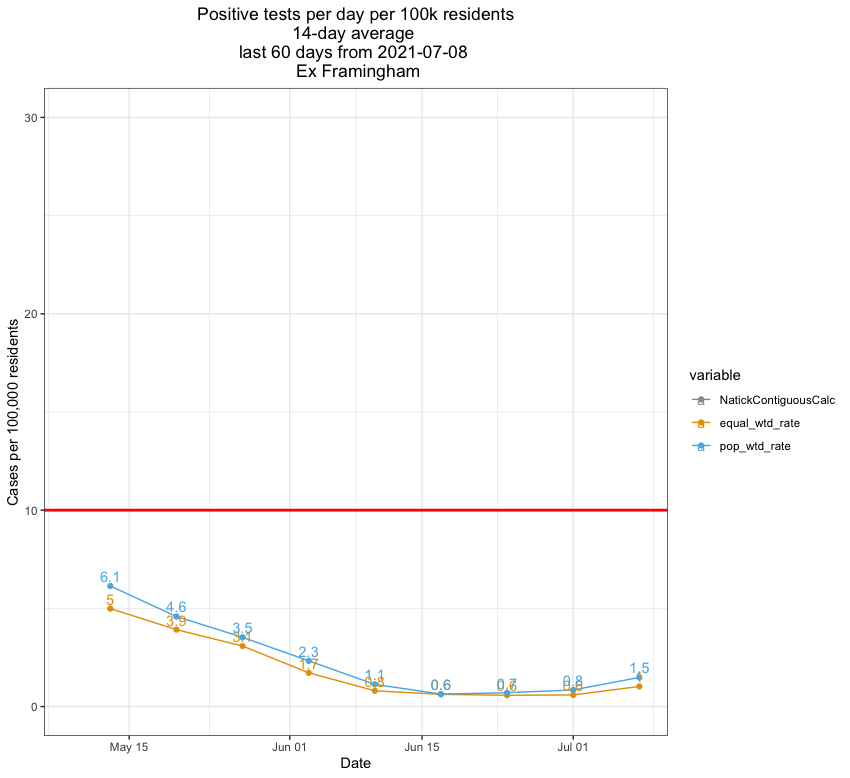 Positive tests per day per 100k residents
14-day average
last 60 days from 2021-07-08
Ex Framingham
Cases per 100,000 residents
30
20
10
0
6.1
5
4.6
3.9
3.5
3.1
2.3
1.7
1.1
0.8
0.6
0.7
0.6
0.8
0.6
1.5
May 15
Jun 01
Jun 15
Jul 01
Date
variable
NatickContiguousCalc
equal_wtd_rate
pop_wtd_rate